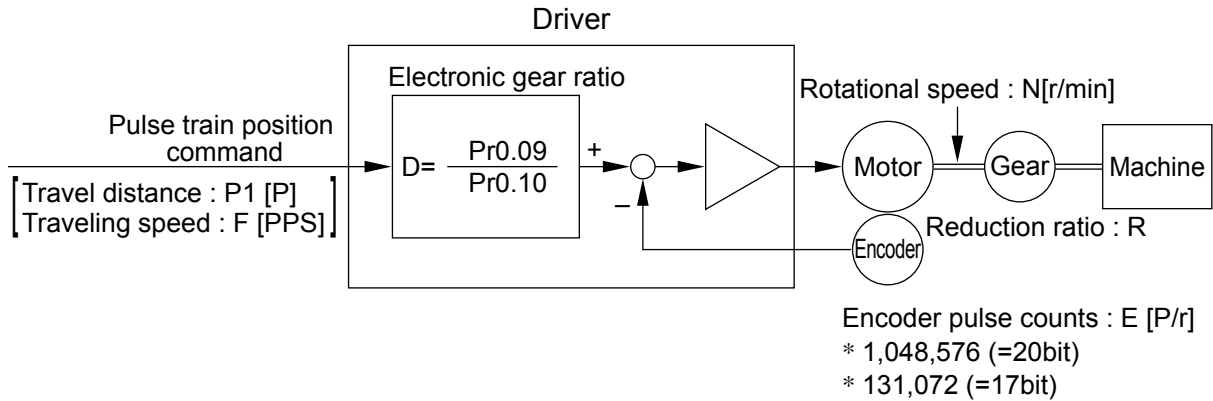 Driver
Electronic gear ratio
Rotational speed : N[r/min]
Pulse train position
command
Travel distance : P1 [P]
Traveling speed : F [PPS]
D=
Pr0.09
Pr0.10
+
−
Motor
Gear
Machine
Encoder
Reduction ratio : R
Encoder pulse counts : E [P/r]
* 1,048,576 (=20bit)
* 131,072 (=17bit)